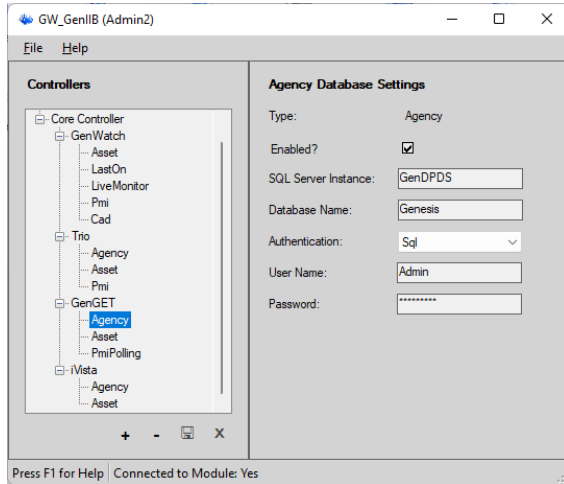 GW_GenIIB (Admin2)
File Help
Controllers
Core Controller
GenWatch
Asset
LastOn
LiveMonitor
Pmi
Cad
Trio
Agency
Asset
Pmi
GenGET
Agency
Asset
PmiPolling
iVista
Agency
Asset
+ - X
Agency Database Settings
Type: Agency
Enabled?
SQL Server Instance: GenDPDS
Database Name: Genesis
Authentication: Sql
User Name: Admin
Password: *********
Press F1 for Help Connected to Module: Yes